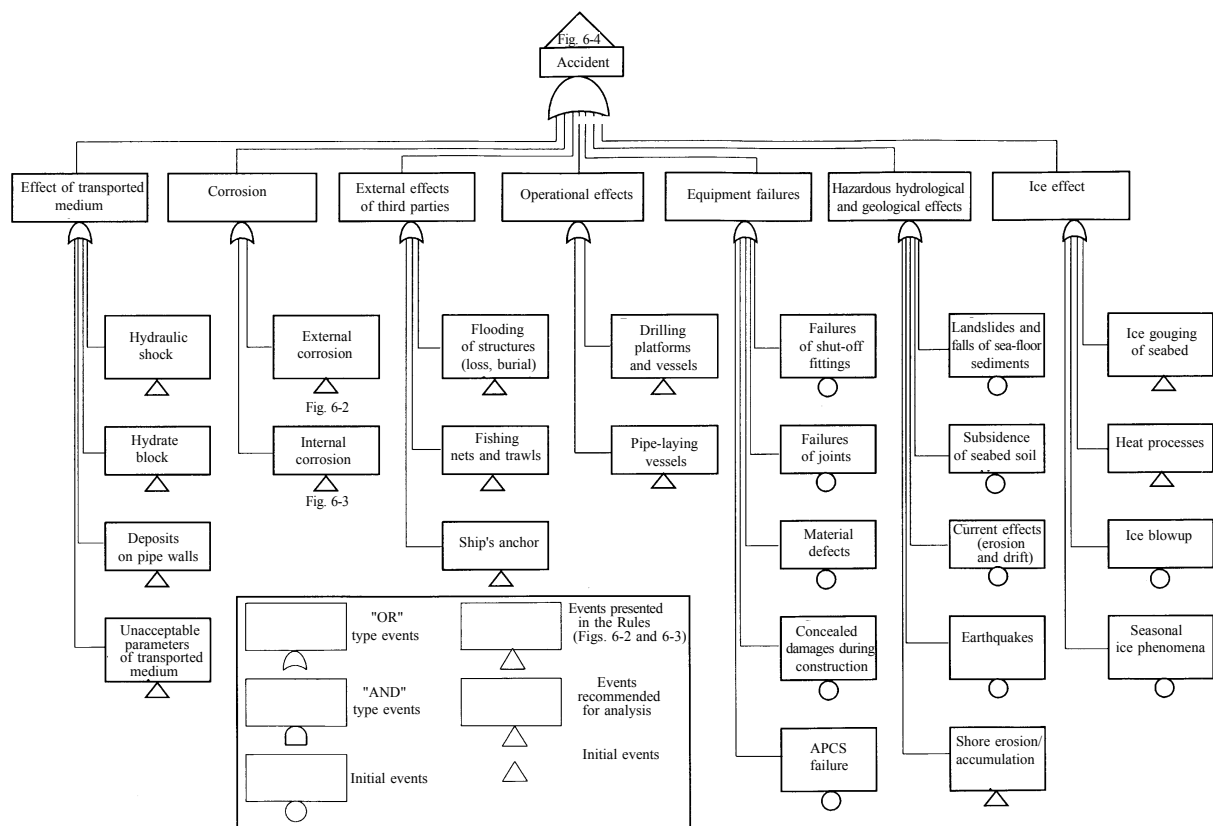 Fig. 6-4
Accident
Effect of transported
medium
Corrosion
External effects
of third parties
Operational effects
Equipment failures
Hazardous hydrological
and geological effects
Ice effect
Hydraulic
shock
Hydrate
block
Deposits
on pipe walls
Unacceptable
parameters
of transported
medium
External
corrosion
Fig. 6-2
Internal
corrosion
Fig. 6-3
Flooding
of structures
(loss, burial)
Fishing
nets and trawls
Ship's anchor
Drilling
platforms
and vessels
Pipe-laying
vessels
Failures
of shut-off
fittings
Failures
of joints
Material
defects
Concealed
damages during
construction
APCS
failure
Landslides and
falls of sea-floor
sediments
Subsidence
of seabed soil
Current effects
(erosion
and drift)
Earthquakes
Shore erosion/
accumulation
Ice gouging
of seabed
Heat processes
Ice blowup
Seasonal
ice phenomena
"OR"
type events
"AND"
type events
Initial events
Events presented
in the Rules
(Figs. 6-2 and 6-3)
Events
recommended
for analysis
Initial events